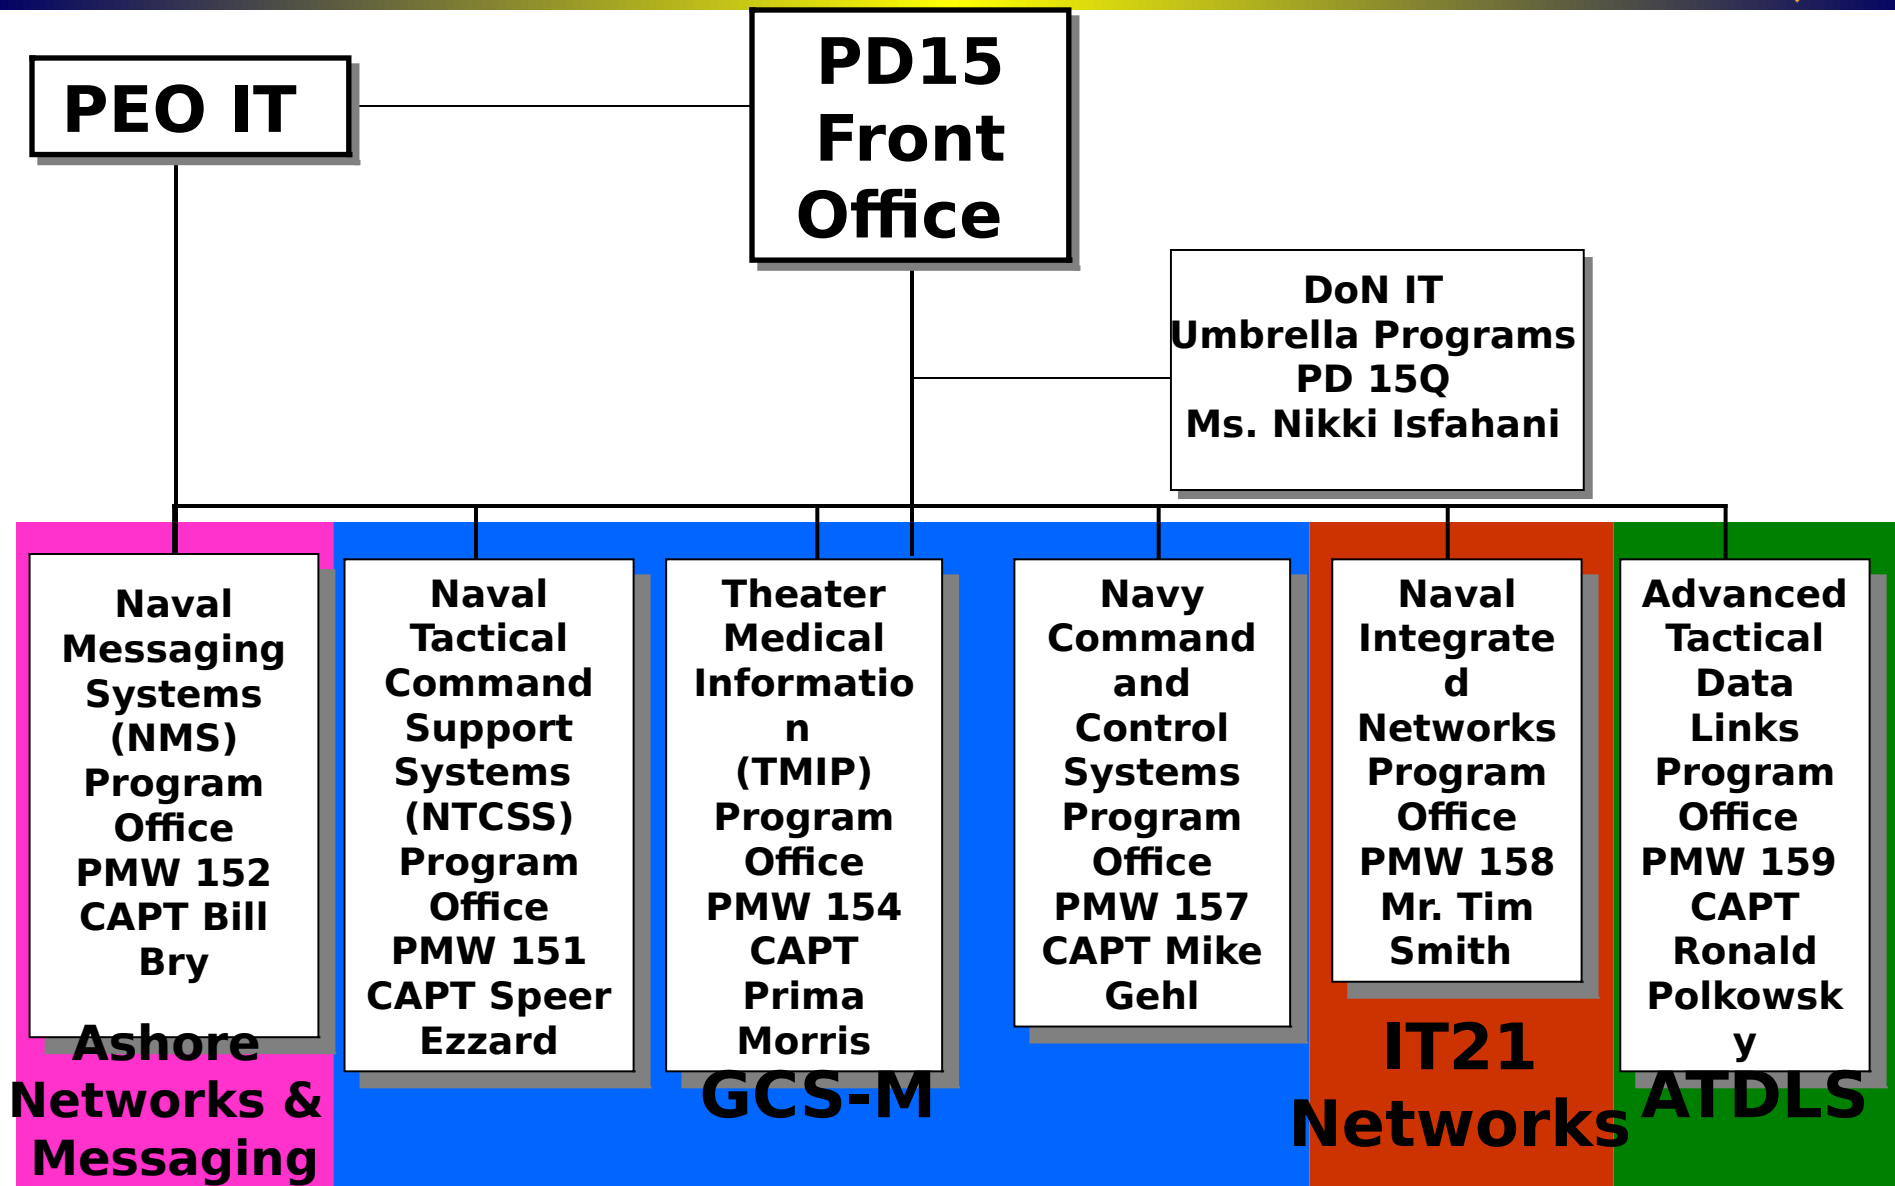 PEO IT
PD15
Front
Office
DoN IT
Umbrella Programs
PD 15Q
Ms. Nikki Isfahani
Naval
Messaging
Systems
(NMS)
Program
Office
PMW 152
CAPT Bill
Bry
Naval
Tactical
Command
Support
Systems
(NTCSS)
Program
Office
PMW 151
CAPT Speer
Ezzard
Theater
Medical
Informatio
n
(TMIP)
Program
Office
PMW 154
CAPT
Prima
Morris
Navy
Command
and
Control
Systems
Program
Office
PMW 157
CAPT Mike
Gehl
Naval
Integrate
d
Networks
Program
Office
PMW 158
Mr. Tim
Smith
Advanced
Tactical
Data
Links
Program
Office
PMW 159
CAPT
Ronald
Polkowsk
y
Ashore
Networks &
Messaging
GCS-M
IT21
Networks
ATDLS